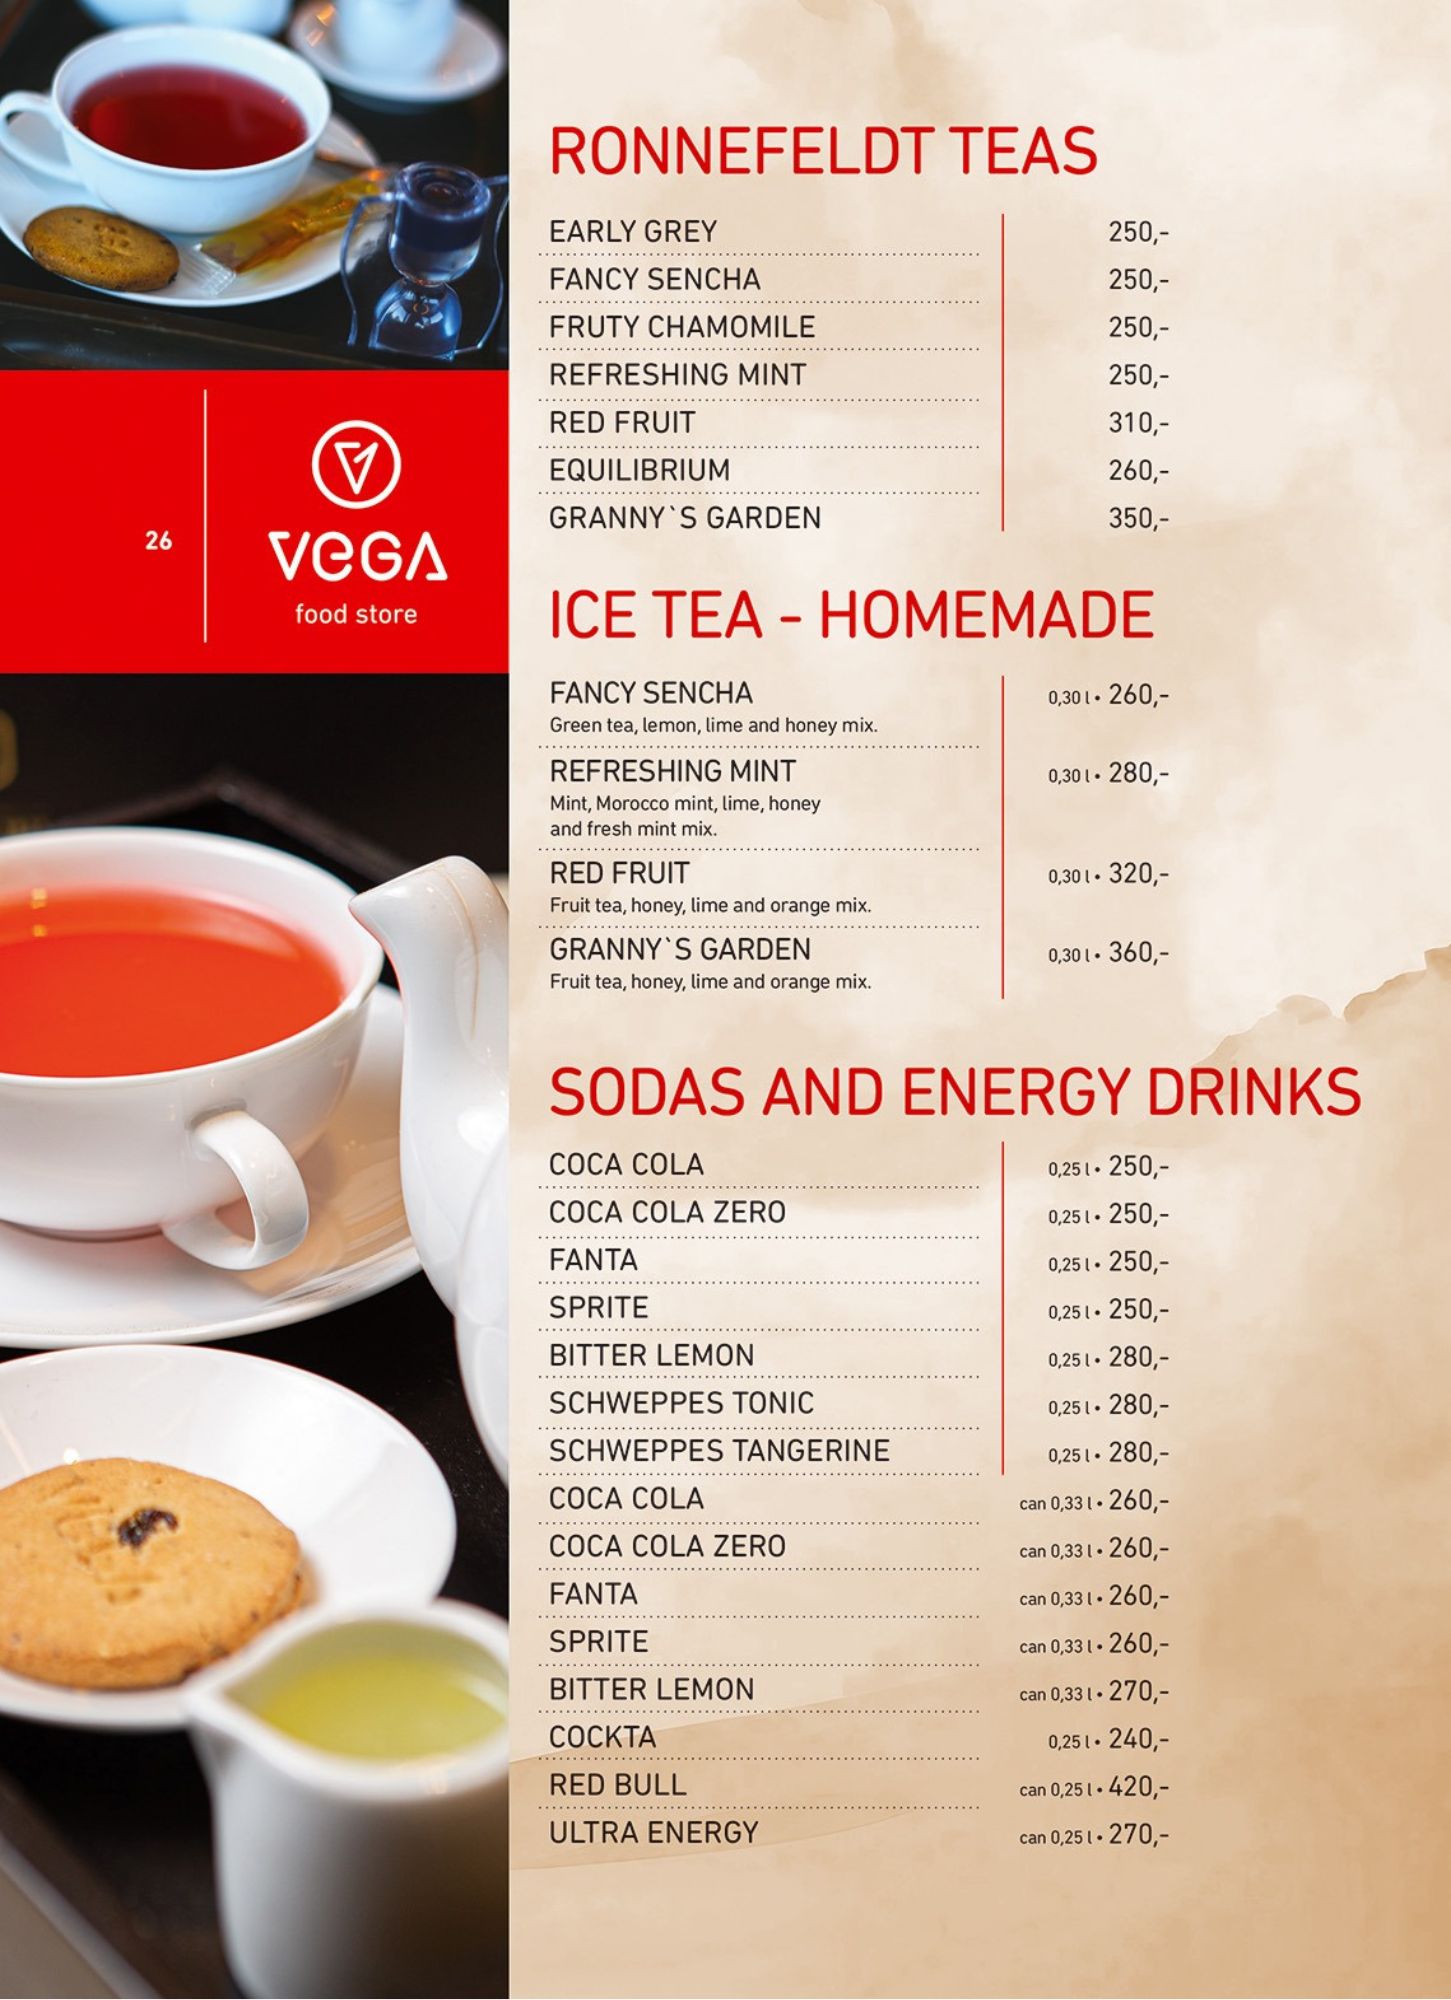 RONNEFELDT TEAS
EARLY GREY 250,-
FANCY SENCHA 250,-
FRUTY CHAMOMILE 250,-
REFRESHING MINT 250,-
RED FRUIT 310,-
EQUILIBRIUM 260,-
GRANNY`S GARDEN 350,-
26
VEGA
food store
ICE TEA - HOMEMADE
FANCY SENCHA 0,30 l • 260,-
Green tea, lemon, lime and honey mix.
REFRESHING MINT 0,30 l • 280,-
Mint, Morocco mint, lime, honey
and fresh mint mix.
RED FRUIT 0,30 l • 320,-
Fruit tea, honey, lime and orange mix.
GRANNY`S GARDEN 0,30 l • 360,-
Fruit tea, honey, lime and orange mix.
SODAS AND ENERGY DRINKS
COCA COLA 0,25 l • 250,-
COCA COLA ZERO 0,25 l • 250,-
FANTA 0,25 l • 250,-
SPRITE 0,25 l • 250,-
BITTER LEMON 0,25 l • 280,-
SCHWEPPES TONIC 0,25 l • 280,-
SCHWEPPES TANGERINE 0,25 l • 280,-
COCA COLA can 0,33 l • 260,-
COCA COLA ZERO can 0,33 l • 260,-
FANTA can 0,33 l • 260,-
SPRITE can 0,33 l • 260,-
BITTER LEMON can 0,33 l • 270,-
COCKTA 0,25 l • 240,-
RED BULL can 0,25 l • 420,-
ULTRA ENERGY can 0,25 l • 270,-